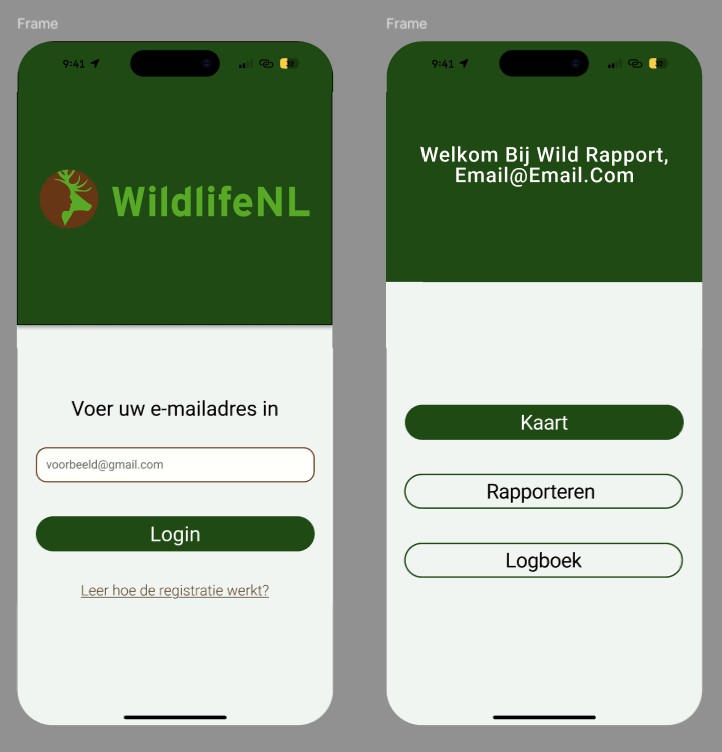 Frame
9:41
WildlifeNL
Voer uw e-mailadres in
voorbeeld@gmail.com
Login
Leer hoe de registratie werkt?
Frame
9:41
Welkom Bij Wild Rapport,
Email@Email.Com
Kaart
Rapporteren
Logboek